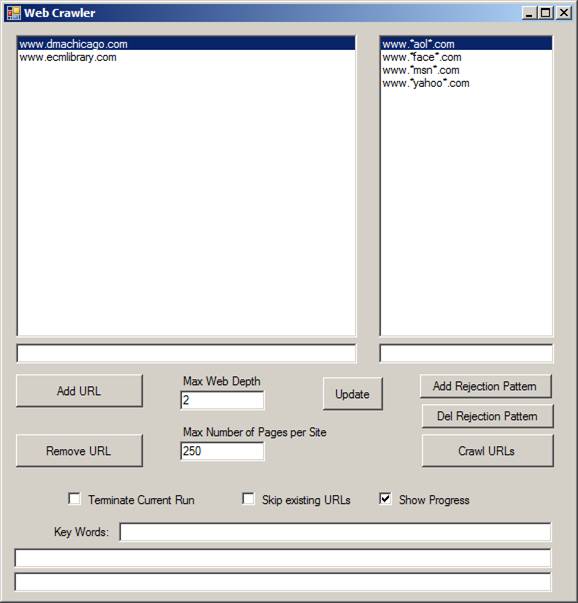 Web Crawler
www.dmachicago.com
www.ecmlibrary.com
www.*aol*.com
www.*face*.com
www.*msn*.com
www.*yahoo*.com
Add URL
Max Web Depth
2
Update
Add Rejection Pattern
Del Rejection Pattern
Remove URL
Max Number of Pages per Site
250
Crawl URLs
Terminate Current Run
Skip existing URLs
Show Progress
Key Words: